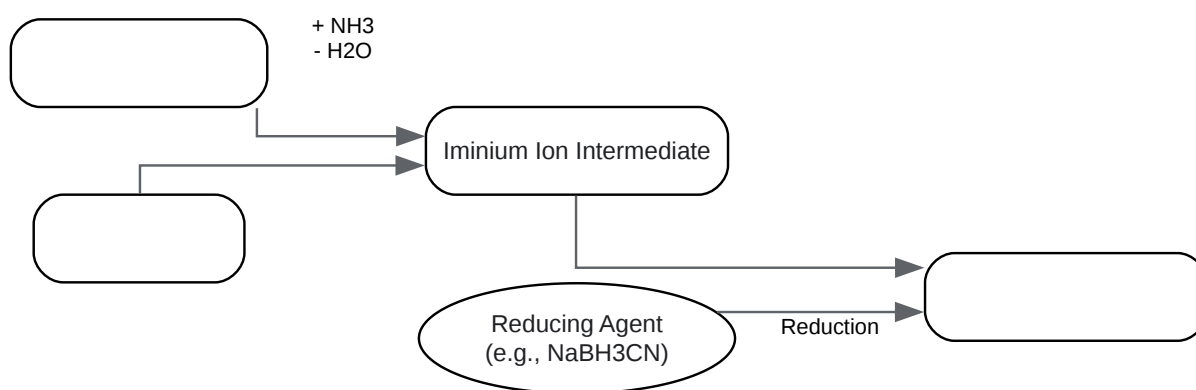 + NH3
- H2O
Iminium Ion Intermediate
Reducing Agent
(e.g., NaBH3CN)
Reduction